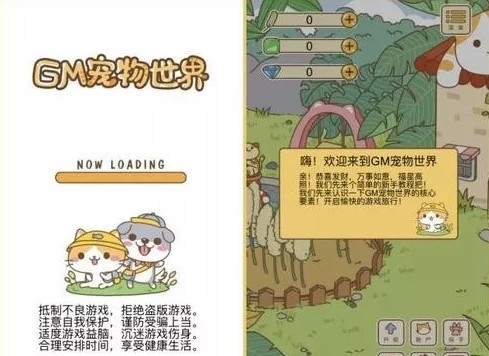 GM宠物世界
NOW LOADING
抵制不良游戏，拒绝盗版游戏。
注意自我保护，谨防受骗上当。
适度游戏益脑，沉迷游戏伤身。
合理安排时间，享受健康生活。
0
0
0
菜单
嗨！欢迎来到GM宠物世界
亲！恭喜发财，万事如意，福星高
照！我们先来个简单的新手教程把！
我们先来认识一下GM宠物世界的核心
要素！开启愉快的游戏旅行！
升级